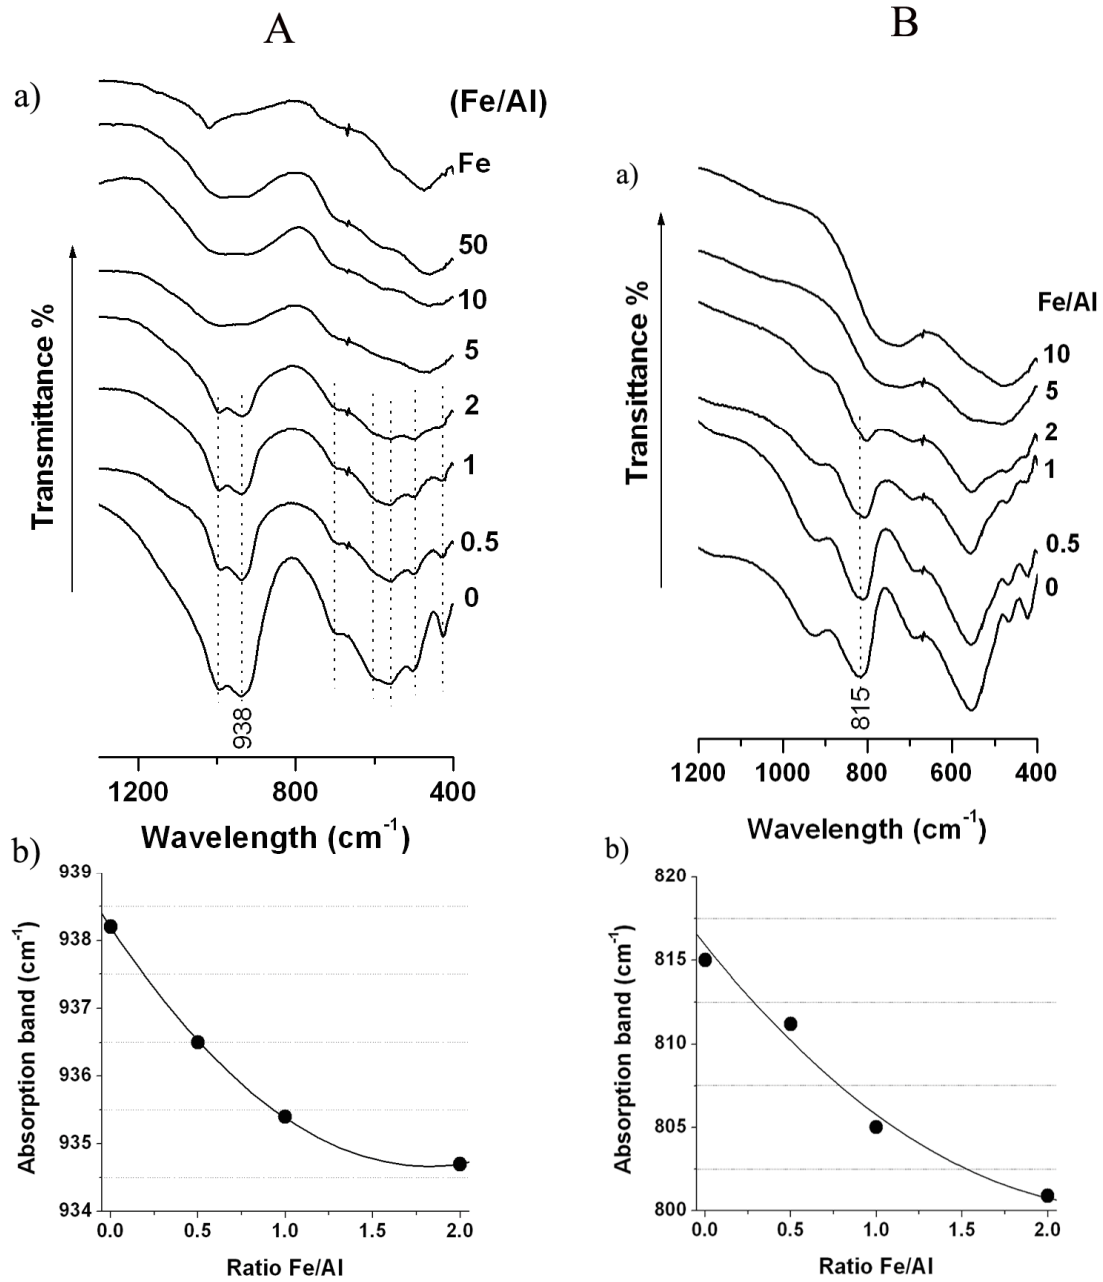 A
a)
(Fe/Al)
Fe
50
10
5
2
1
0.5
0
Transmittance %
938
1200 800 400
Wavelength (cm-1)
b)
939
938
937
936
935
934
Absorption band (cm-1)
0.0 0.5 1.0 1.5 2.0
Ratio Fe/Al
B
a)
Fe/Al
10
5
2
1
0.5
0
Transittance %
815
1200 1000 800 600 400
Wavelength (cm-1)
b)
820
815
810
805
800
Absorption band (cm-1)
0.0 0.5 1.0 1.5 2.0
Ratio Fe/Al